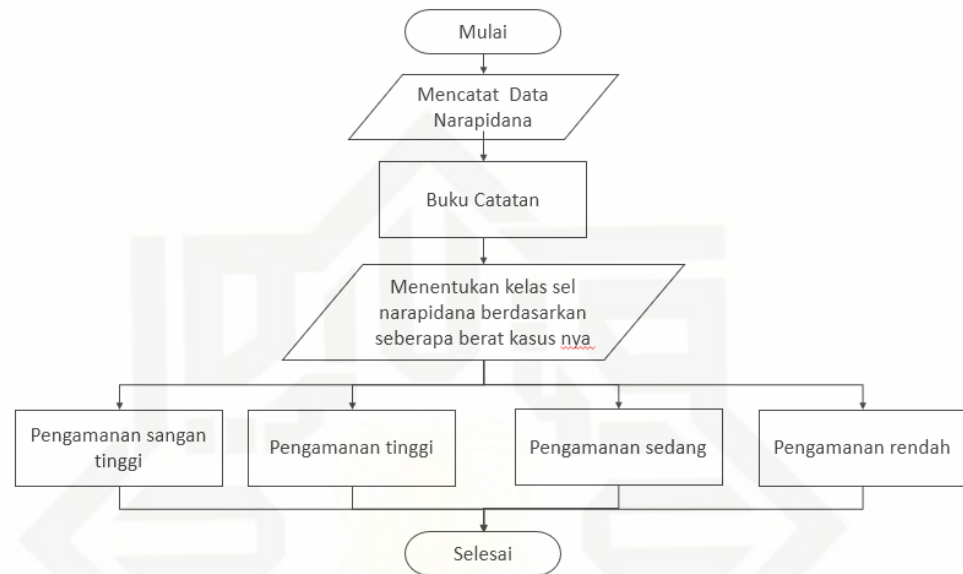 Mulai
Mencatat Data
Narapidana
Buku Catatan
Menentukan kelas sel
narapidana berdasarkan
seberapa berat kasus nya
Pengamanan sangan
tinggi
Pengamanan tinggi
Pengamanan sedang
Pengamanan rendah
Selesai